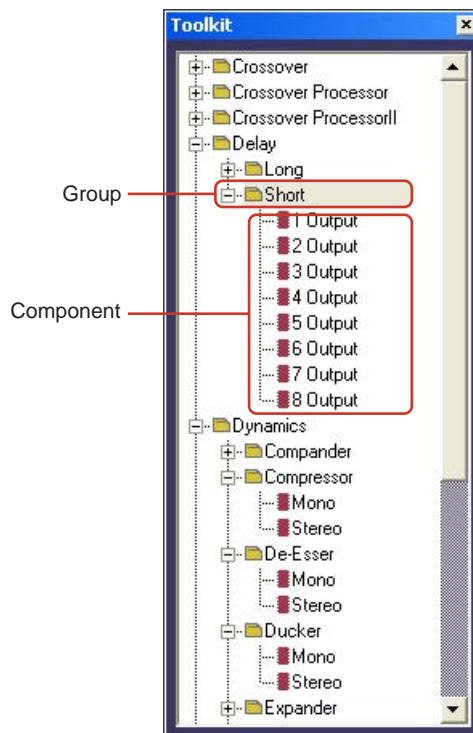 Toolkit
Crossover
Crossover Processor
Crossover ProcessorII
Delay
Long
Group
Short
1 Output
2 Output
3 Output
Component
4 Output
5 Output
6 Output
7 Output
8 Output
Dynamics
Compander
Compressor
Mono
Stereo
De-Esser
Mono
Stereo
Ducker
Mono
Stereo
Expander